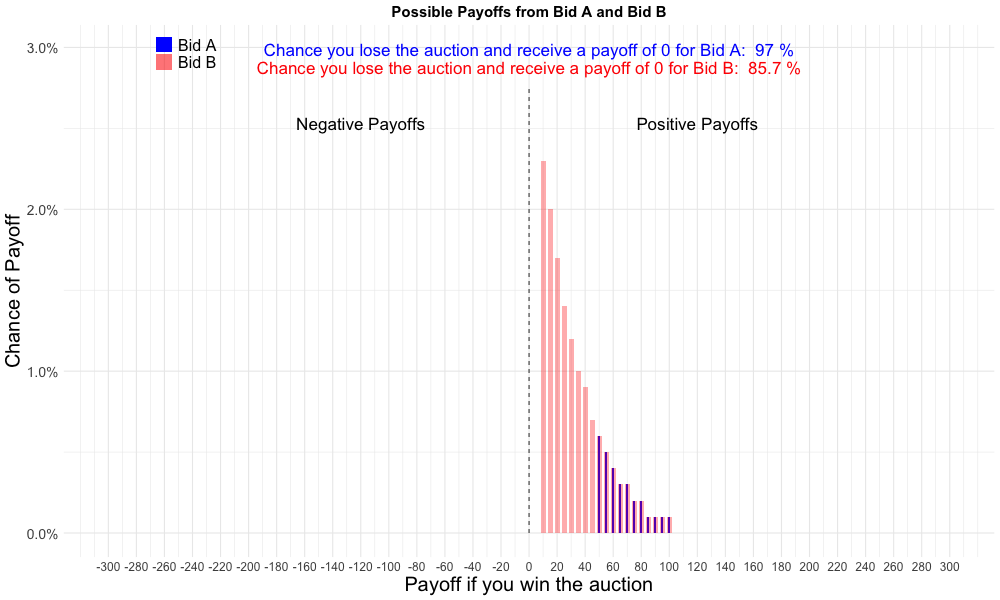 Possible Payoffs from Bid A and Bid B
3.0%
Bid A
Bid B
Chance you lose the auction and receive a payoff of 0 for Bid A:  97 %
Chance you lose the auction and receive a payoff of 0 for Bid B:  85.7 %
Negative Payoffs
Positive Payoffs
2.0%
1.0%
0.0%
Chance of Payoff
-300 -280 -260 -240 -220 -200 -180 -160 -140 -120 -100 -80 -60 -40 -20 0 20 40 60 80 100 120 140 160 180 200 220 240 260 280 300
Payoff if you win the auction